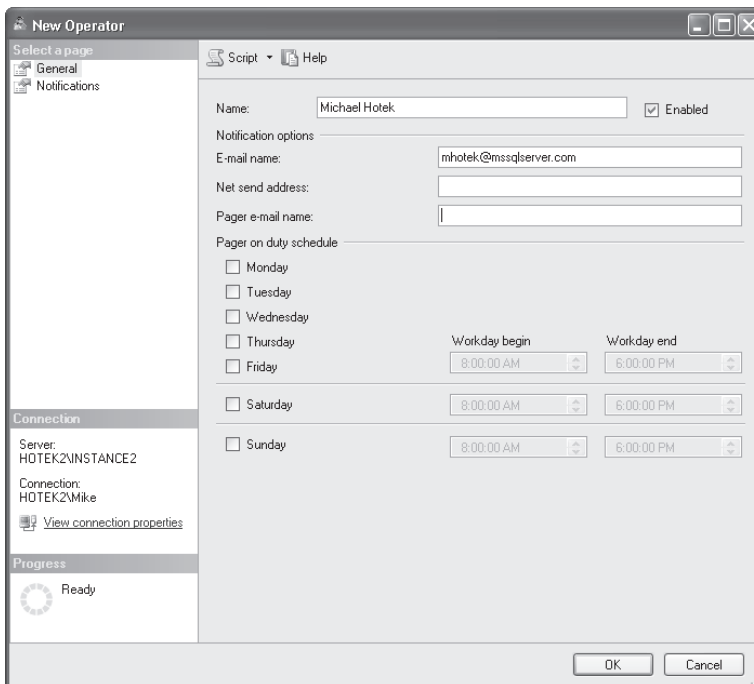 New Operator
Select a page
General
Notifications
Script Help
Name: Michael Hotek Enabled
Notification options
E-mail name: mhotek@mssqlserver.com
Net send address:
Pager e-mail name:
Pager on duty schedule
Monday
Tuesday
Wednesday
Thursday Workday begin Workday end
Friday 8:00:00 AM 6:00:00 PM
Saturday 8:00:00 AM 6:00:00 PM
Sunday 8:00:00 AM 6:00:00 PM
Connection
Server:
HOTEK2\INSTANCE2
Connection:
HOTEK2\Mike
View connection properties
Progress
Ready
OK Cancel